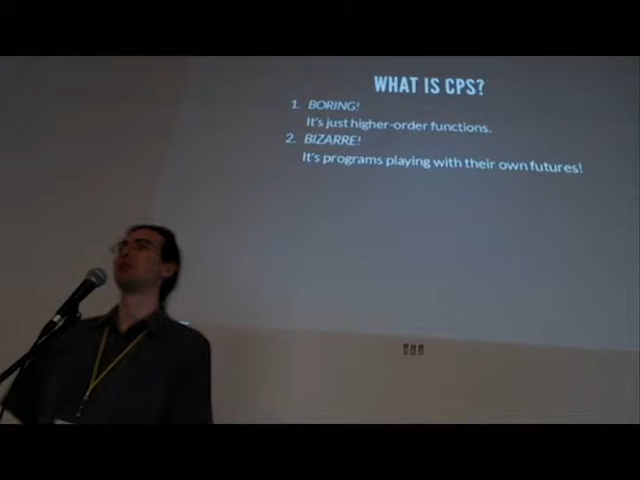 WHAT IS CPS?
1. BORING!
It's just higher-order functions.
2. BIZARRE!
It's programs playing with their own futures!